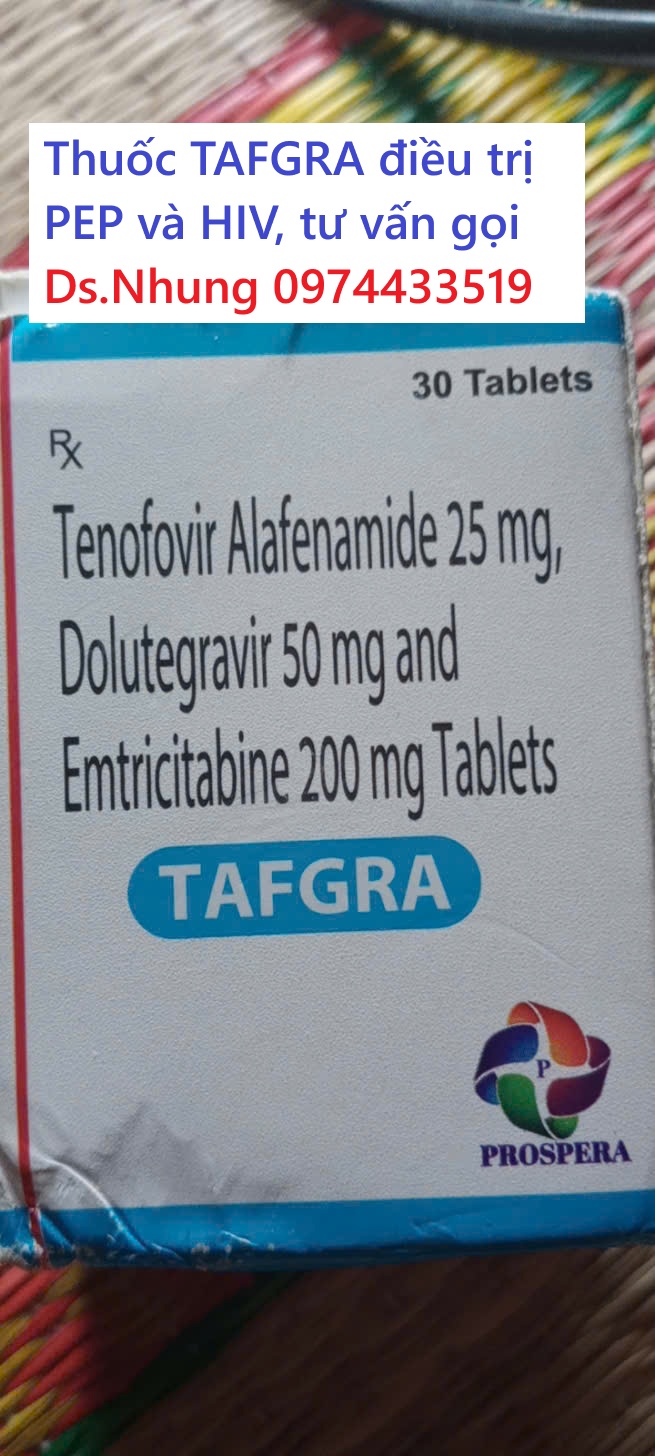 Thuốc TAFGRA điều trị
PEP và HIV, tư vấn gọi
Ds.Nhung 0974433519
30 Tablets
Rx
Tenofovir Alafenamide 25 mg,
Dolutegravir 50 mg and
Emtricitabine 200 mg Tablets
TAFGRA
P
PROSPERA